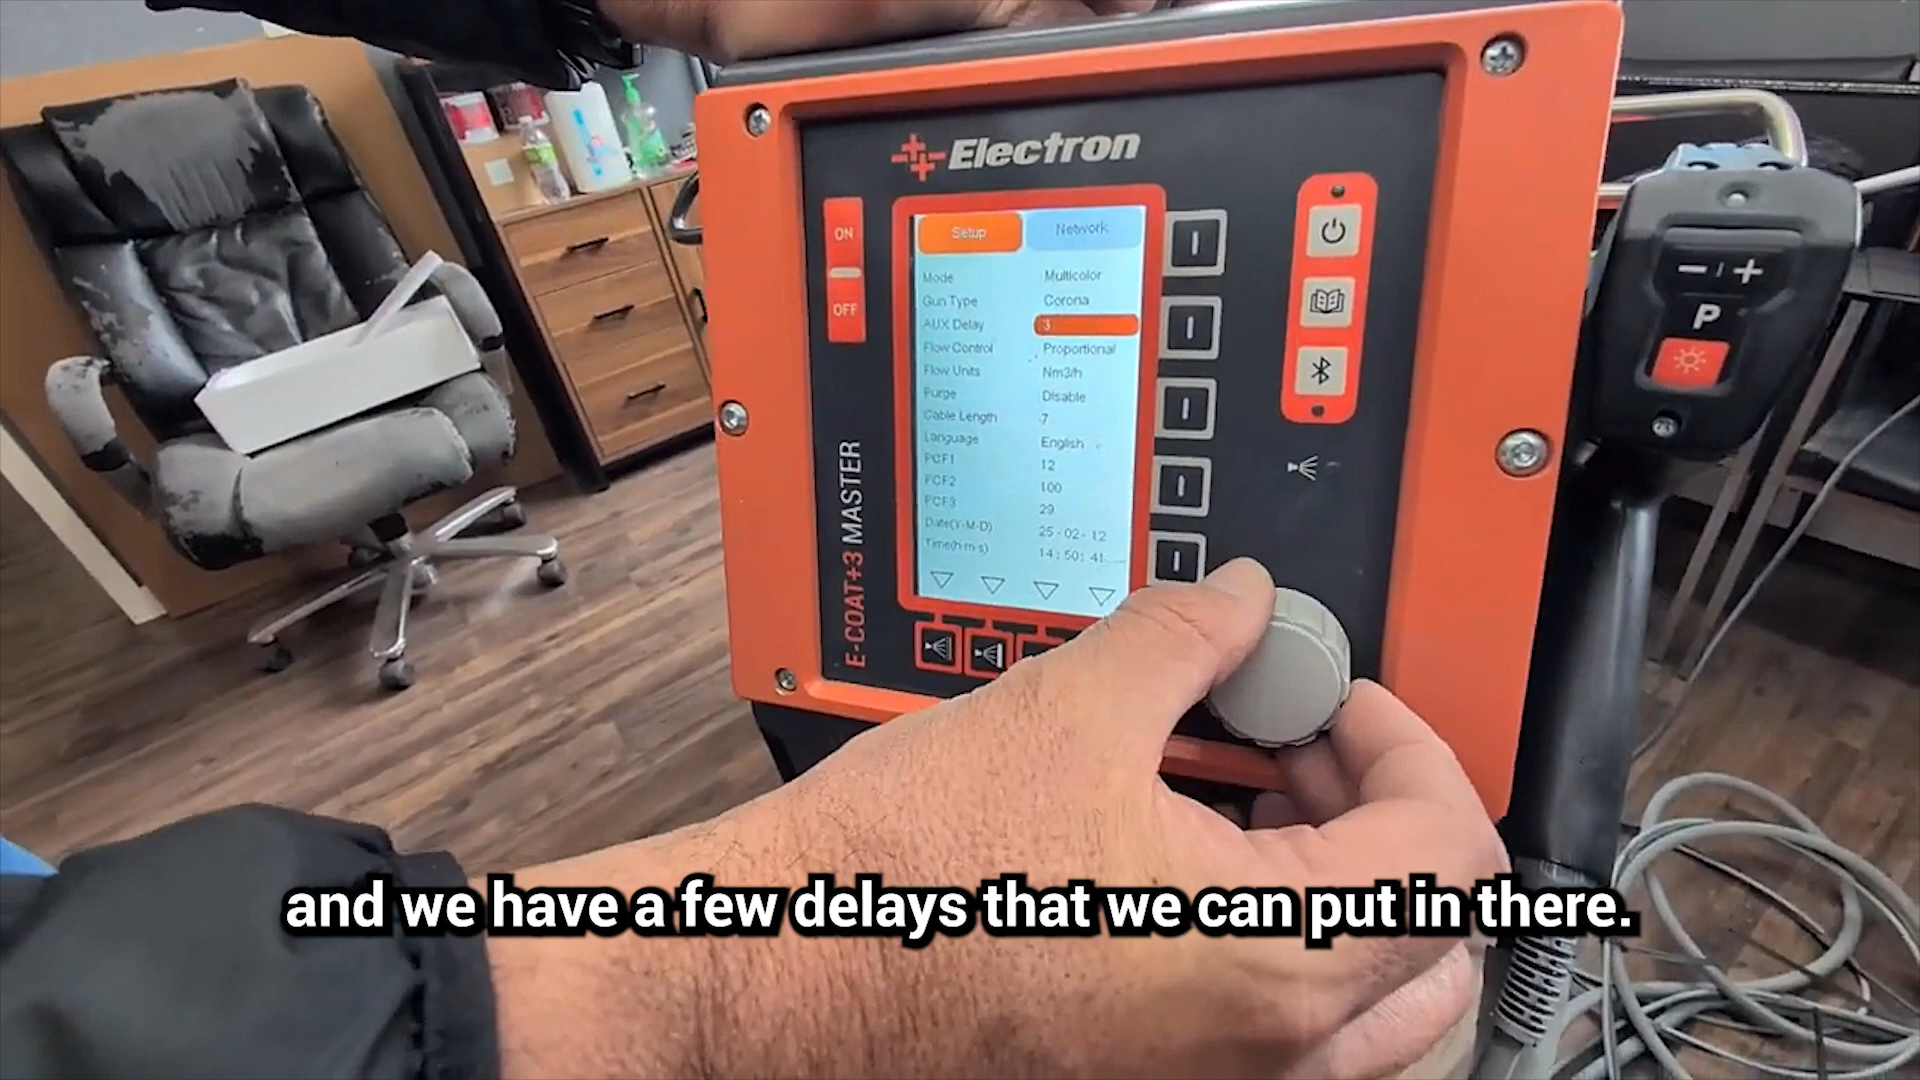 Electron
ON
OFF
E-COAT+3 MASTER
Setup Network
Mode Multicolor
Gun Type Corona
AUX Delay 3
Flow Control Proportional
Flow Units Nm3/h
Purge Disable
Cable Length 7
Language English
PCF1 12
PCF2 100
PCF3 29
Date(Y-M-D) 25-02-12
Time(h-m-s) 14:50:41
P
and we have a few delays that we can put in there.